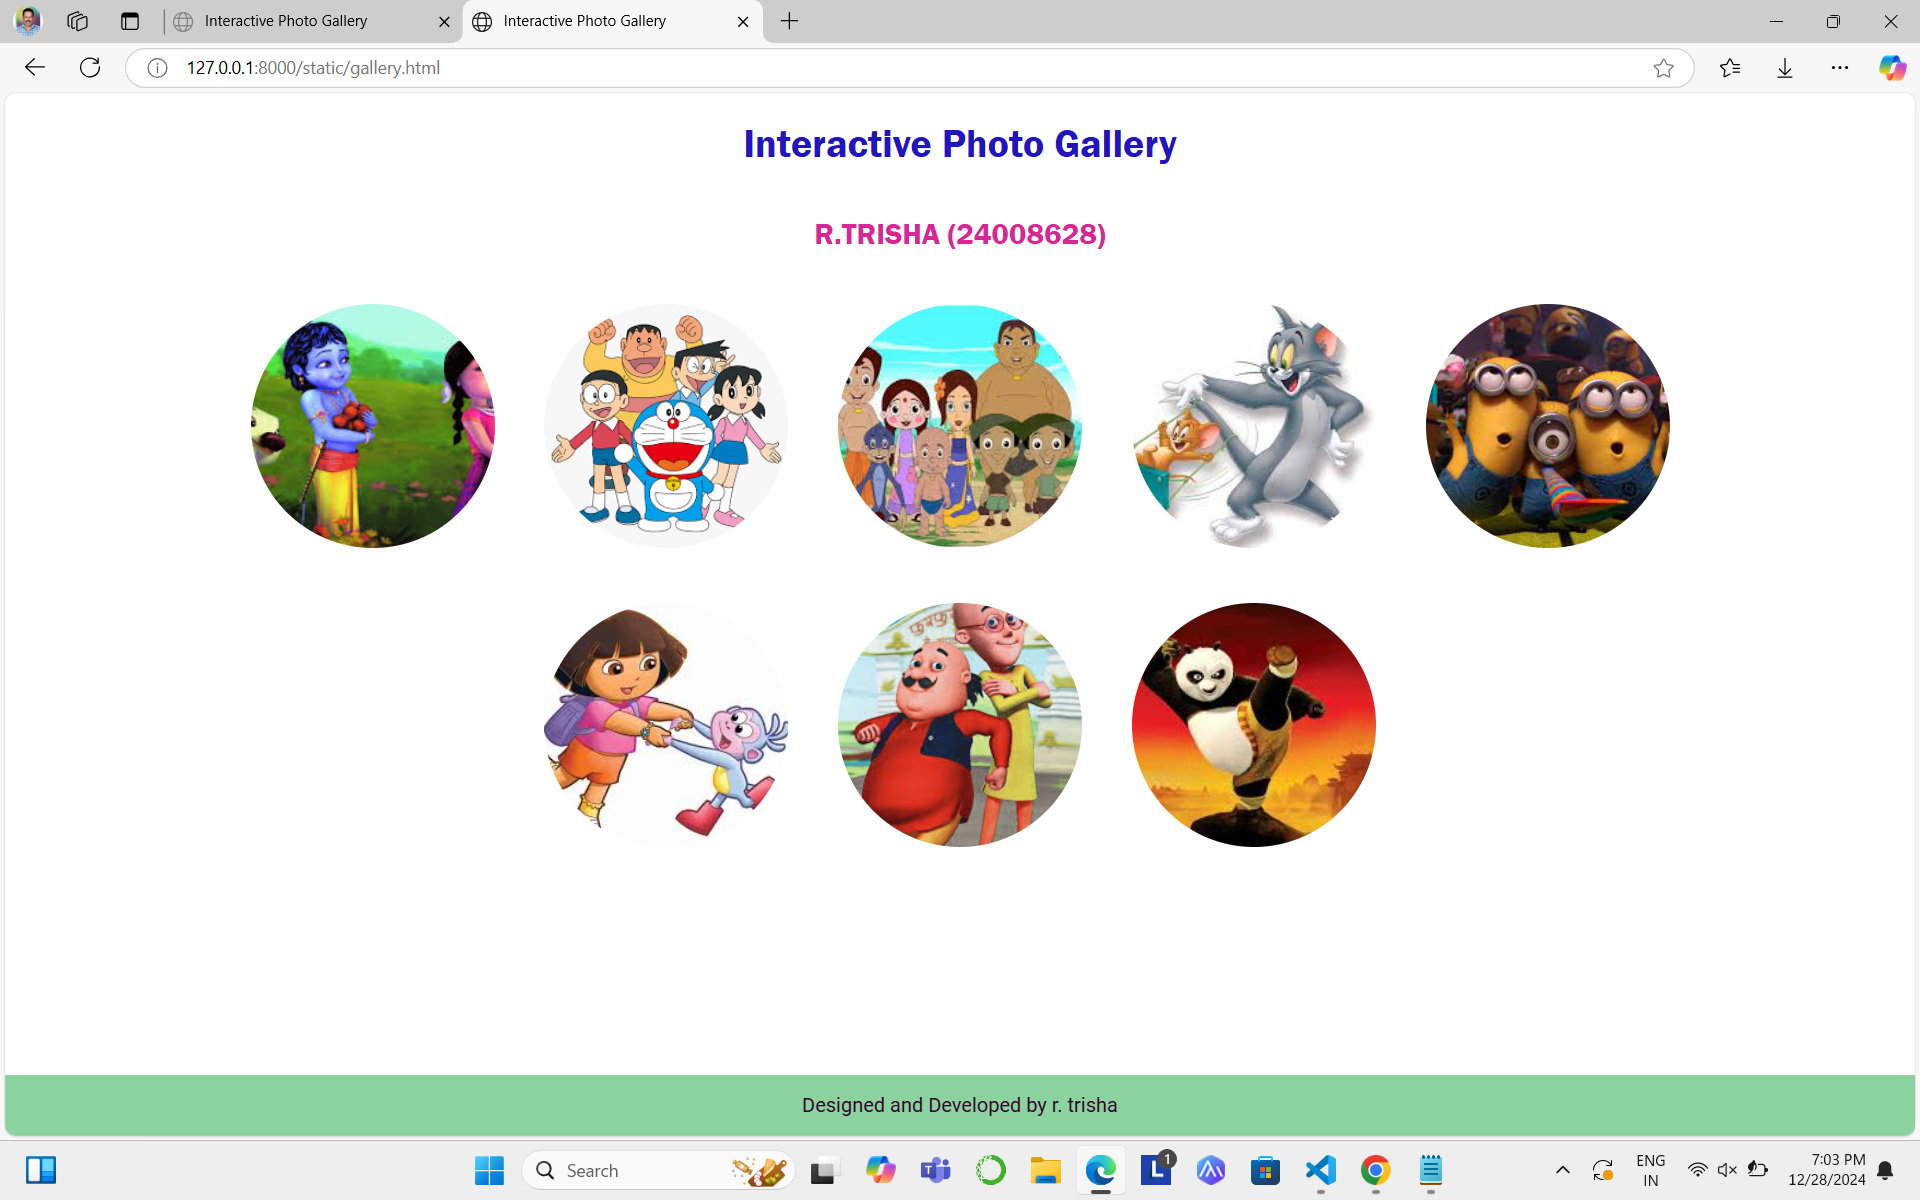 Interactive Photo Gallery
Interactive Photo Gallery
127.0.0.1:8000/static/gallery.html
Interactive Photo Gallery
R.TRISHA (24008628)
Designed and Developed by r. trisha
Search
1
ENG
IN
7:03 PM
12/28/2024